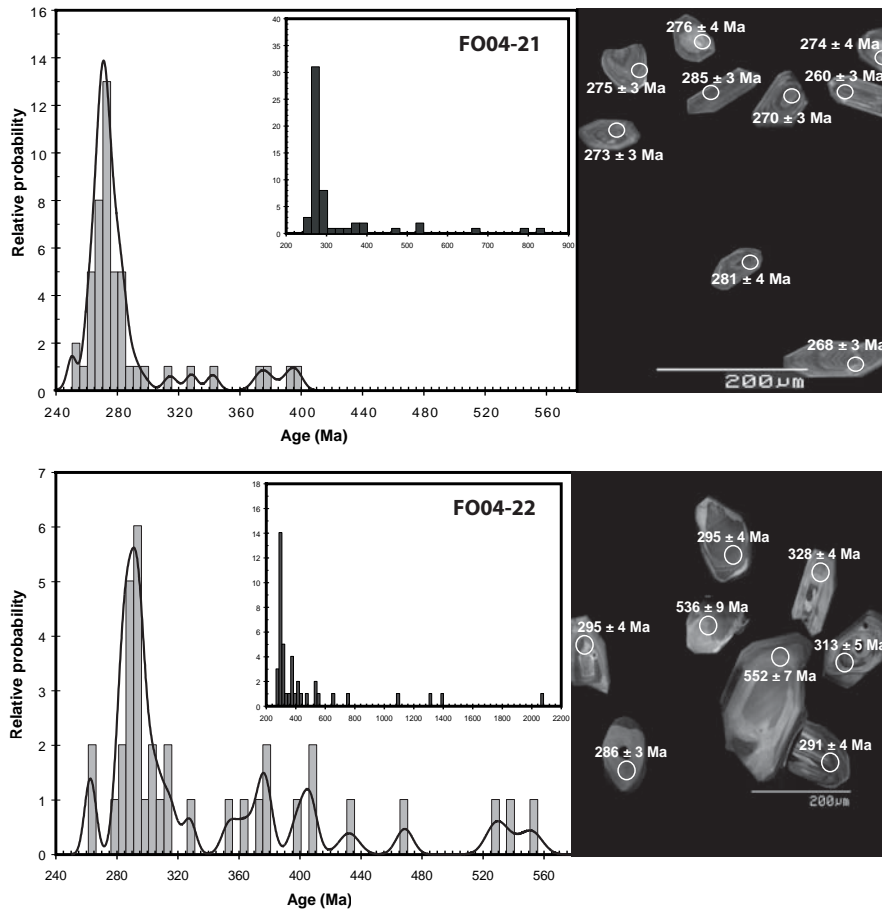 FO04-21
Relative probability
16
14
12
10
8
6
4
2
0
240 280 320 360 400 440 480 520 560
Age (Ma)
40
35
30
25
20
15
10
5
0
200 300 400 500 600 700 800 900
276 ± 4 Ma
274 ± 4 Ma
275 ± 3 Ma
285 ± 3 Ma
260 ± 3 Ma
270 ± 3 Ma
273 ± 3 Ma
281 ± 4 Ma
268 ± 3 Ma
200µm
FO04-22
Relative probability
7
6
5
4
3
2
1
0
240 280 320 360 400 440 480 520 560
Age (Ma)
18
16
14
12
10
8
6
4
2
0
200 400 600 800 1000 1200 1400 1600 1800 2000 2200
295 ± 4 Ma
328 ± 4 Ma
536 ± 9 Ma
295 ± 4 Ma
313 ± 5 Ma
552 ± 7 Ma
286 ± 3 Ma
291 ± 4 Ma
200µm